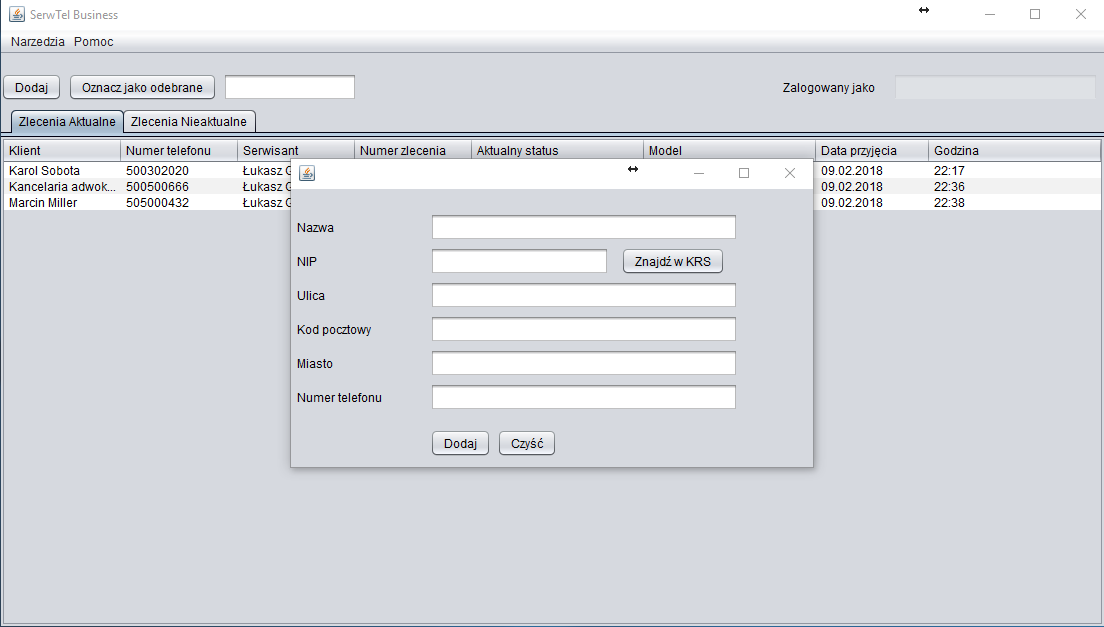 SerwTel Business
Narzedzia Pomoc
Dodaj Oznacz jako odebrane Zalogowany jako
Zlecenia Aktualne Zlecenia Nieaktualne
Klient Numer telefonu Serwisant Numer zlecenia Aktualny status Model Data przyjęcia Godzina
Karol Sobota 500302020 Łukasz G 09.02.2018 22:17
Kancelaria adwok... 500500666 Łukasz G 09.02.2018 22:36
Marcin Miller 505000432 Łukasz G 09.02.2018 22:38
Nazwa
NIP Znajdź w KRS
Ulica
Kod pocztowy
Miasto
Numer telefonu
Dodaj Czyść